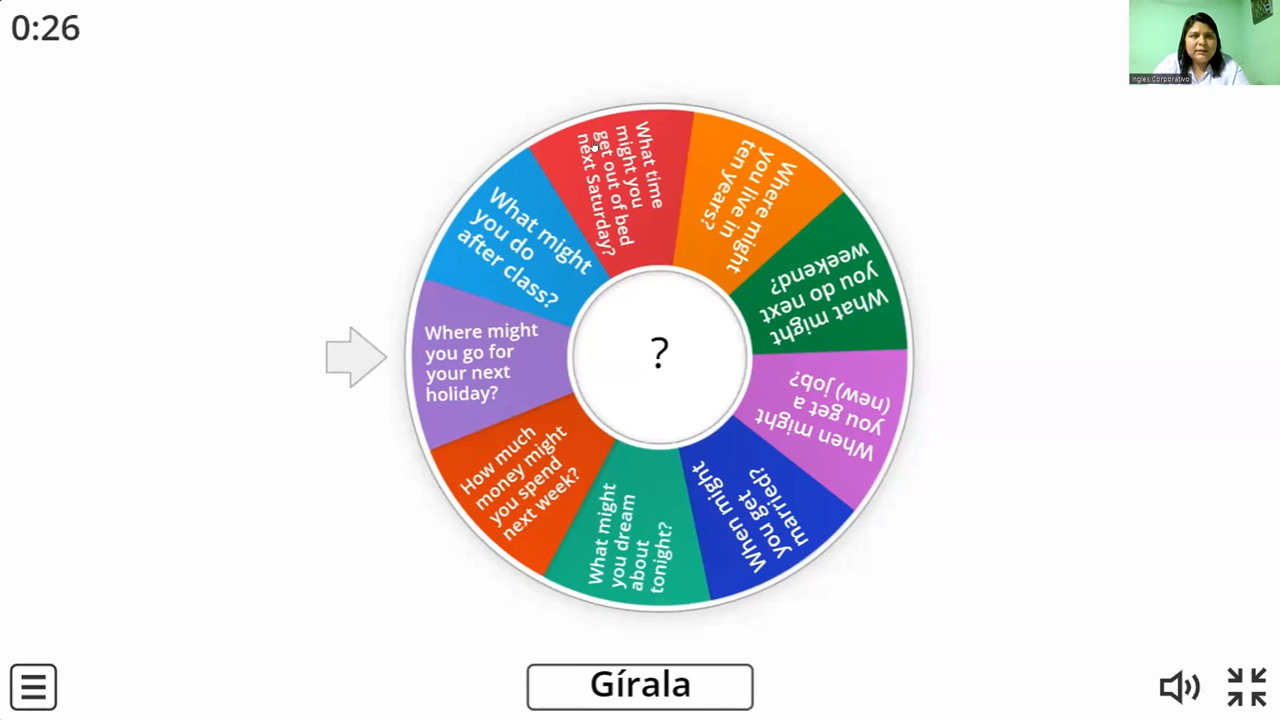 0:26
Ingles Corporativo
What time
might you
get out of bed
next Saturday?
Where might
you live in
ten years?
What might
you do next
weekend?
When might
you get a
(new) job?
When might
you get
married?
What might
you dream
about
tonight?
How much
money might
you spend
next week?
Where might
you go for
your next
holiday?
What might
you do
after class?
?
Gírala